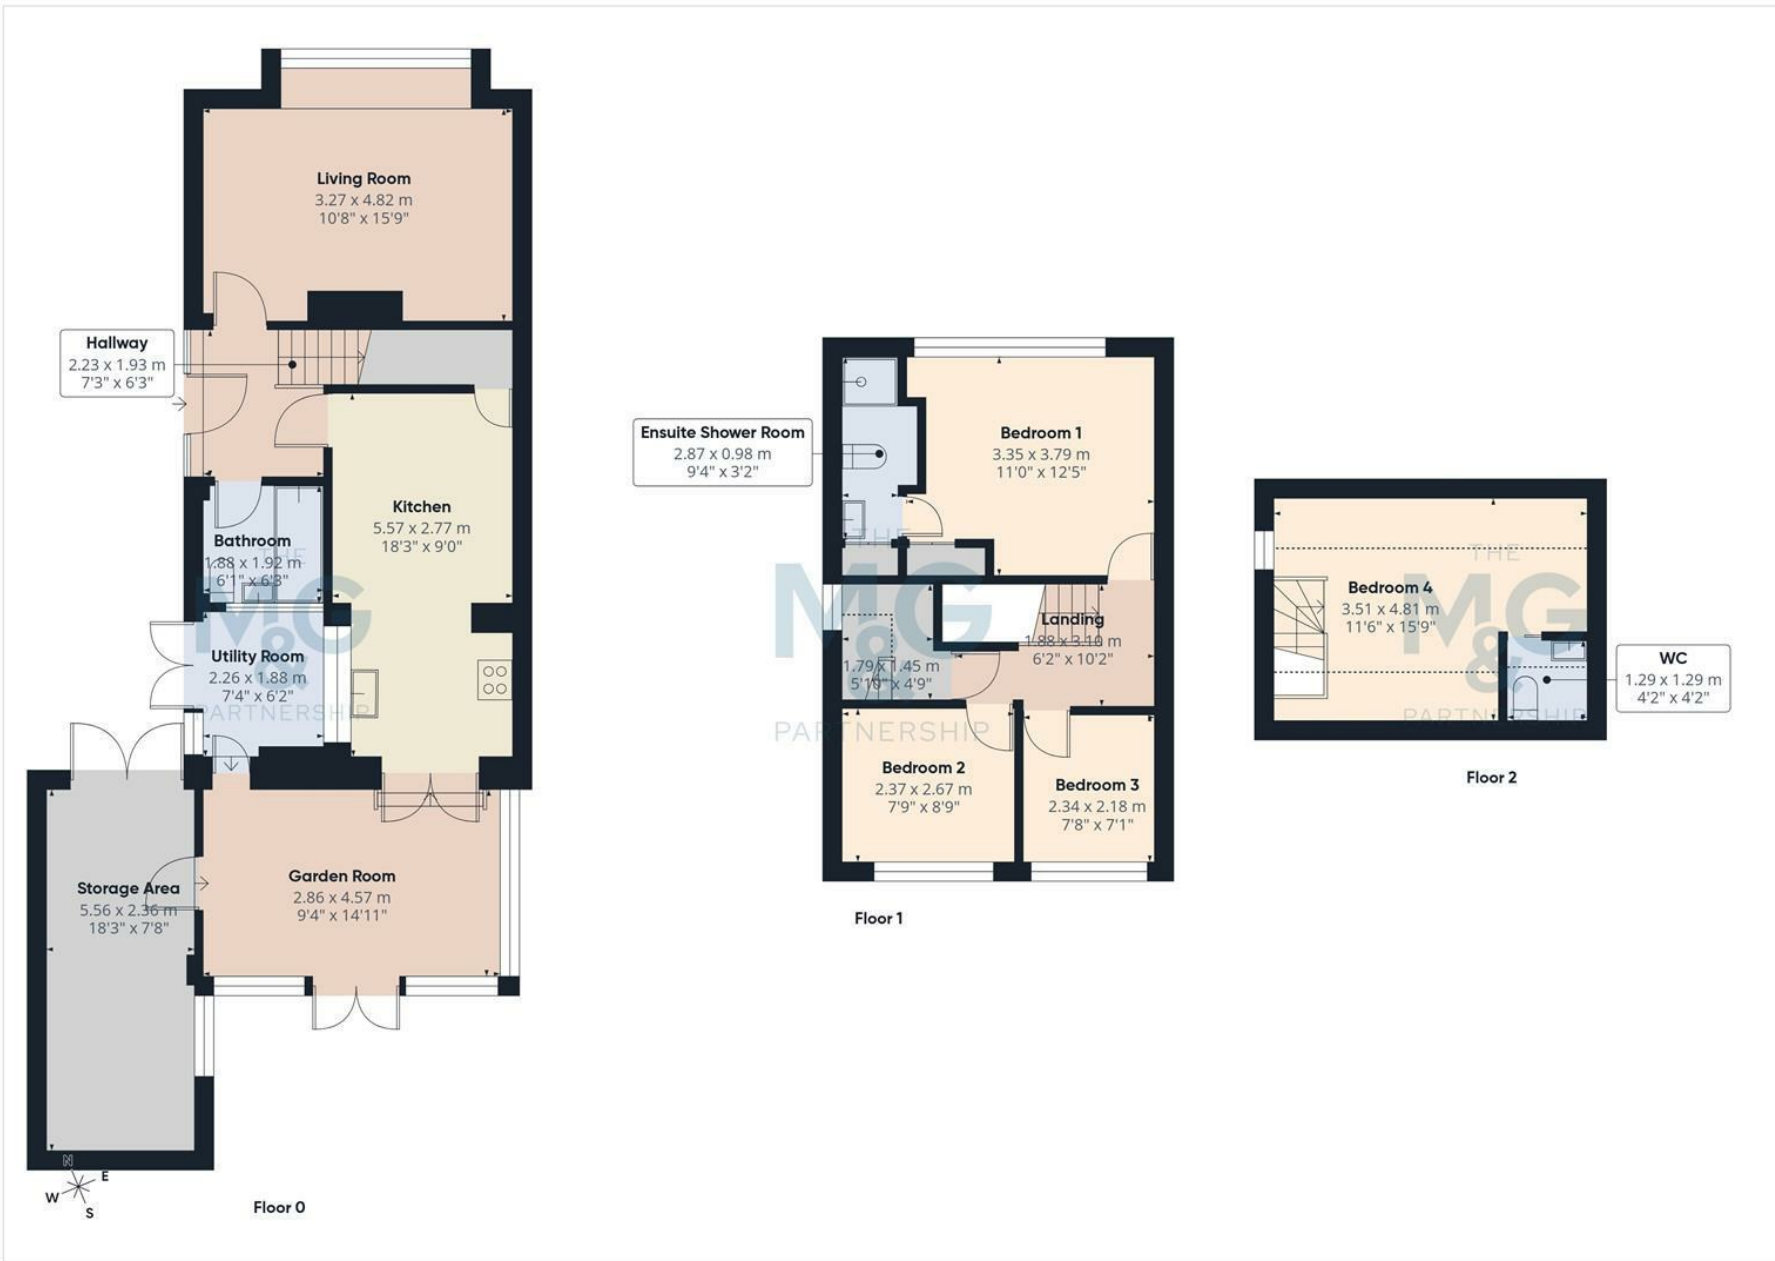 Living Room
3.27 x 4.82 m
10'8" x 15'9"
Hallway
2.23 x 1.93 m
7'3" x 6'3"
Kitchen
5.57 x 2.77 m
18'3" x 9'0"
Bathroom
1.88 x 1.92 m
6'1" x 6'3"
Utility Room
2.26 x 1.88 m
7'4" x 6'2"
THE
M&G
PARTNERSHIP
Storage Area
5.56 x 2.36 m
18'3" x 7'8"
Garden Room
2.86 x 4.57 m
9'4" x 14'11"
N
E
W
S
Floor 0
Ensuite Shower Room
2.87 x 0.98 m
9'4" x 3'2"
Bedroom 1
3.35 x 3.79 m
11'0" x 12'5"
Landing
1.88 x 3.10 m
6'2" x 10'2"
1.79 x 1.45 m
5'10" x 4'9"
THE
M&G
PARTNERSHIP
Bedroom 2
2.37 x 2.67 m
7'9" x 8'9"
Bedroom 3
2.34 x 2.18 m
7'8" x 7'1"
Floor 1
Bedroom 4
3.51 x 4.81 m
11'6" x 15'9"
THE
M&G
PARTNERSHIP
WC
1.29 x 1.29 m
4'2" x 4'2"
Floor 2